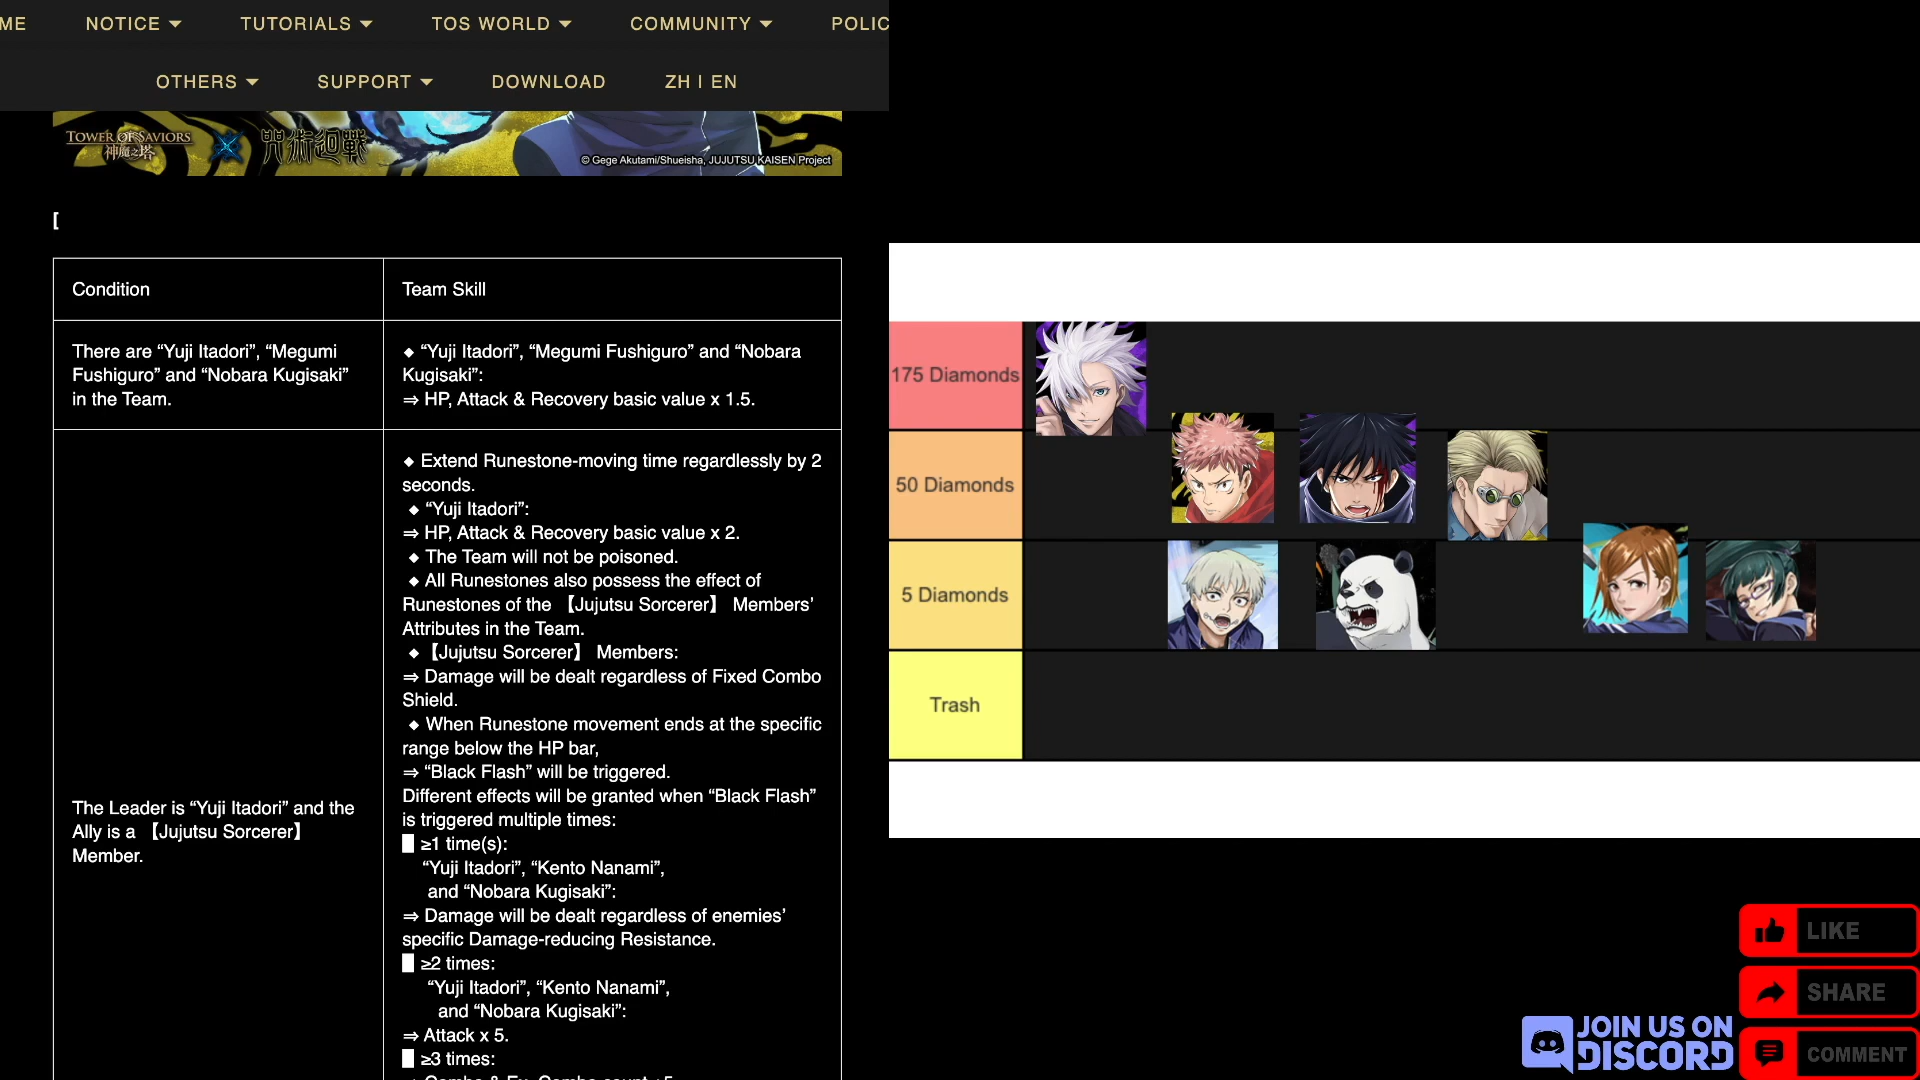 ME
NOTICE
TUTORIALS
TOS WORLD
COMMUNITY
POLIC
OTHERS
SUPPORT
DOWNLOAD
ZH I EN
TOWER OF SAVIORS
神魔之塔
咒術迴戰
© Gege Akutami/Shueisha, JUJUTSU KAISEN Project
[
Condition
Team Skill
There are “Yuji Itadori”, “Megumi
Fushiguro” and “Nobara Kugisaki”
in the Team.
◆ “Yuji Itadori”, “Megumi Fushiguro” and “Nobara
Kugisaki”:
⇒ HP, Attack & Recovery basic value x 1.5.
The Leader is “Yuji Itadori” and the
Ally is a 【Jujutsu Sorcerer】
Member.
◆ Extend Runestone-moving time regardlessly by 2
seconds.
◆ “Yuji Itadori”:
⇒ HP, Attack & Recovery basic value x 2.
◆ The Team will not be poisoned.
◆ All Runestones also possess the effect of
Runestones of the 【Jujutsu Sorcerer】 Members’
Attributes in the Team.
◆【Jujutsu Sorcerer】 Members:
⇒ Damage will be dealt regardless of Fixed Combo
Shield.
◆ When Runestone movement ends at the specific
range below the HP bar,
⇒ “Black Flash” will be triggered.
Different effects will be granted when “Black Flash”
is triggered multiple times:
█ ≥1 time(s):
“Yuji Itadori”, “Kento Nanami”,
and “Nobara Kugisaki”:
⇒ Damage will be dealt regardless of enemies’
specific Damage-reducing Resistance.
█ ≥2 times:
“Yuji Itadori”, “Kento Nanami”,
and “Nobara Kugisaki”:
⇒ Attack x 5.
█ ≥3 times:
175 Diamonds
50 Diamonds
5 Diamonds
Trash
LIKE
SHARE
COMMENT
JOIN US ON
DISCORD